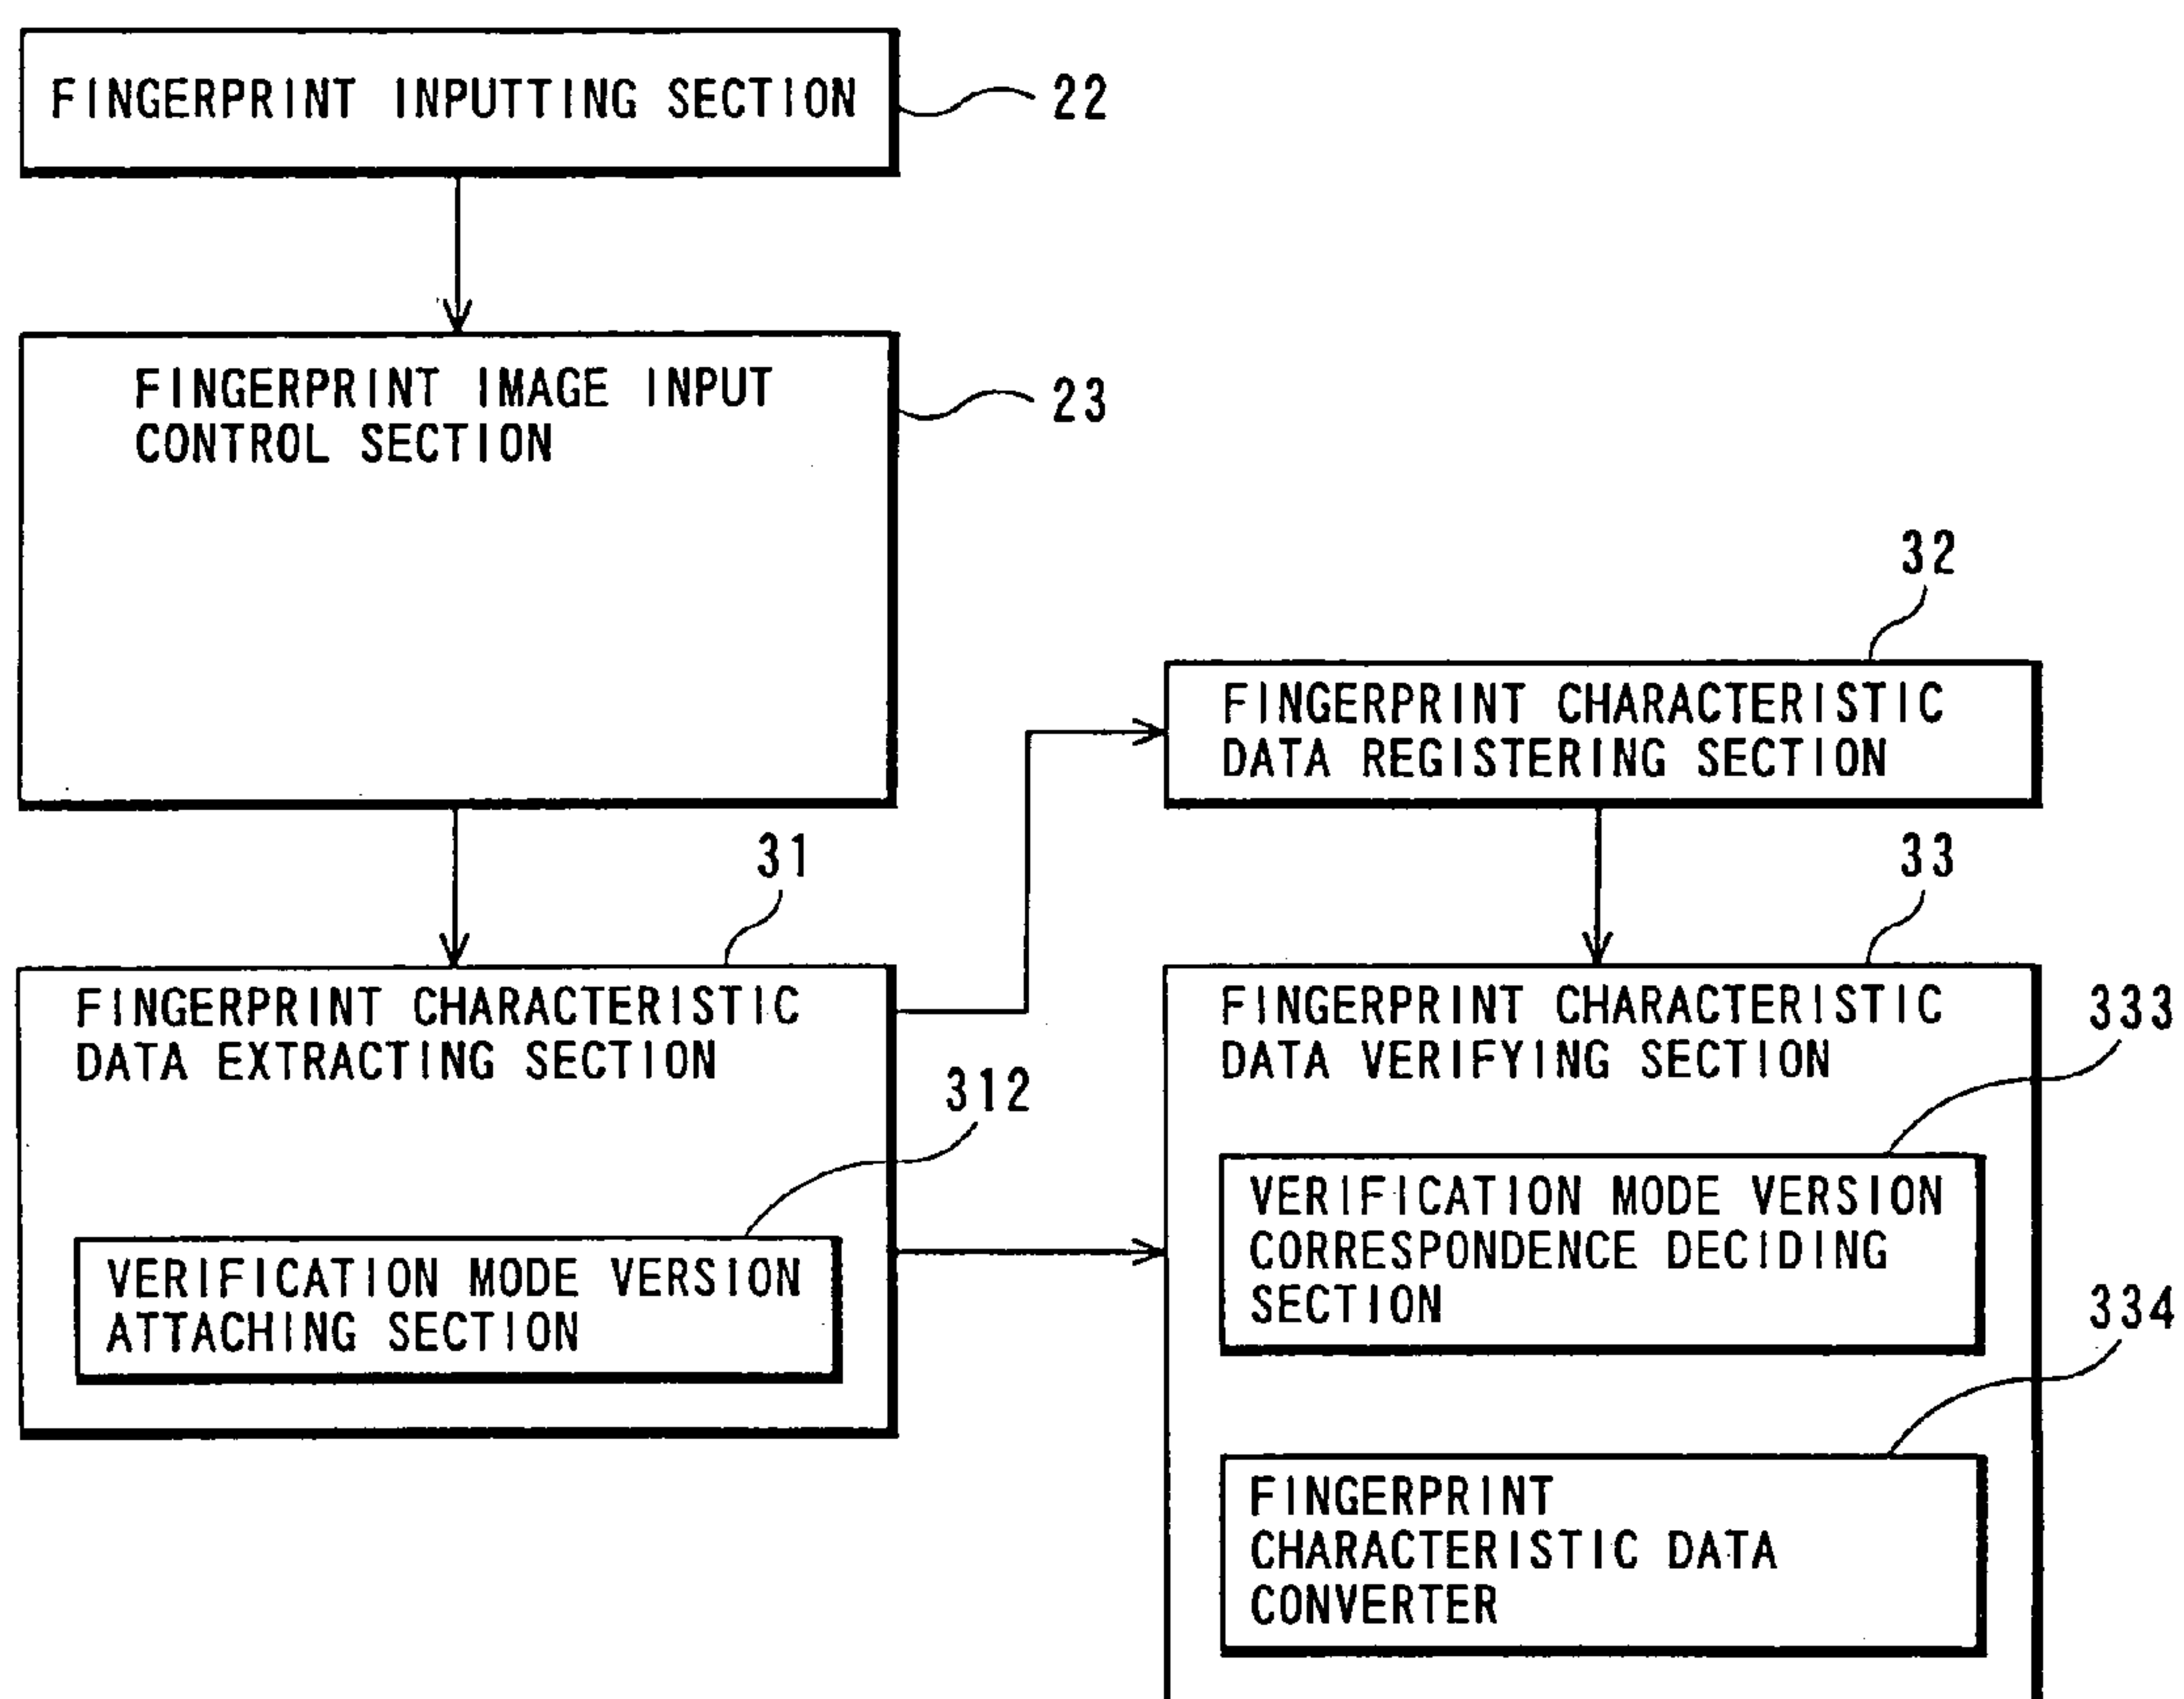 FINGERPRINT INPUTTING SECTION
22
FINGERPRINT IMAGE INPUT
CONTROL SECTION
23
32
FINGERPRINT CHARACTERISTIC
DATA REGISTERING SECTION
31
FINGERPRINT CHARACTERISTIC
DATA EXTRACTING SECTION
312
VERIFICATION MODE VERSION
ATTACHING SECTION
33
FINGERPRINT CHARACTERISTIC
DATA VERIFYING SECTION
333
VERIFICATION MODE VERSION
CORRESPONDENCE DECIDING
SECTION
334
FINGERPRINT
CHARACTERISTIC DATA
CONVERTER